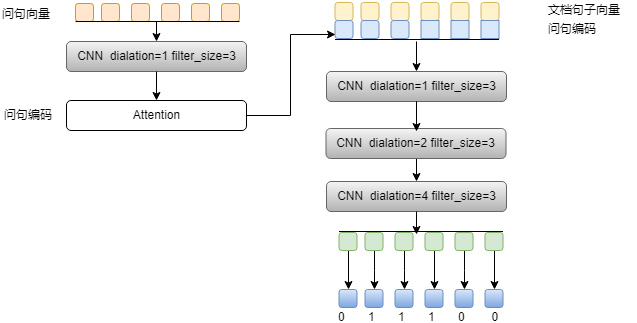 问句向量
文档句子向量
问句编码
CNN dialation=1 filter_size=3
CNN dialation=1 filter_size=3
问句编码
Attention
CNN dialation=2 filter_size=3
CNN dialation=4 filter_size=3
0 1 1 1 0 0